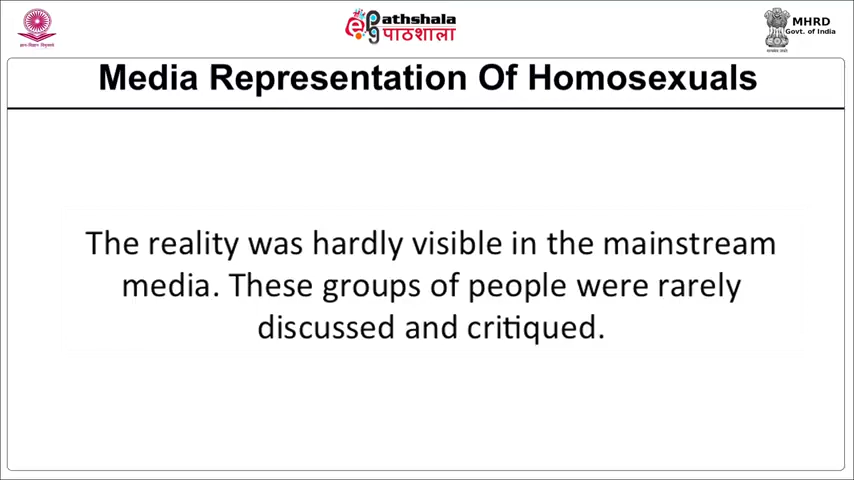 ePathshala
पाठशाला
MHRD
Govt. of India
Media Representation Of Homosexuals
The reality was hardly visible in the mainstream
media. These groups of people were rarely
discussed and critiqued.